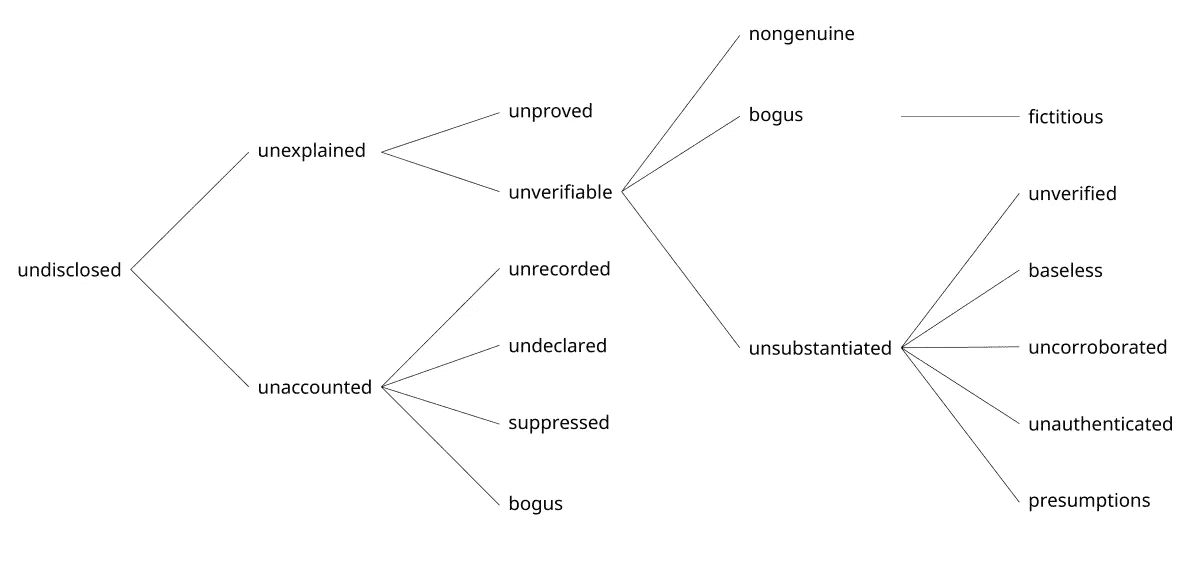 undisclosed
unexplained
unaccounted
unproved
unverifiable
unrecorded
undeclared
suppressed
bogus
nongenuine
bogus
unsubstantiated
fictitious
unverified
baseless
uncorroborated
unauthenticated
presumptions